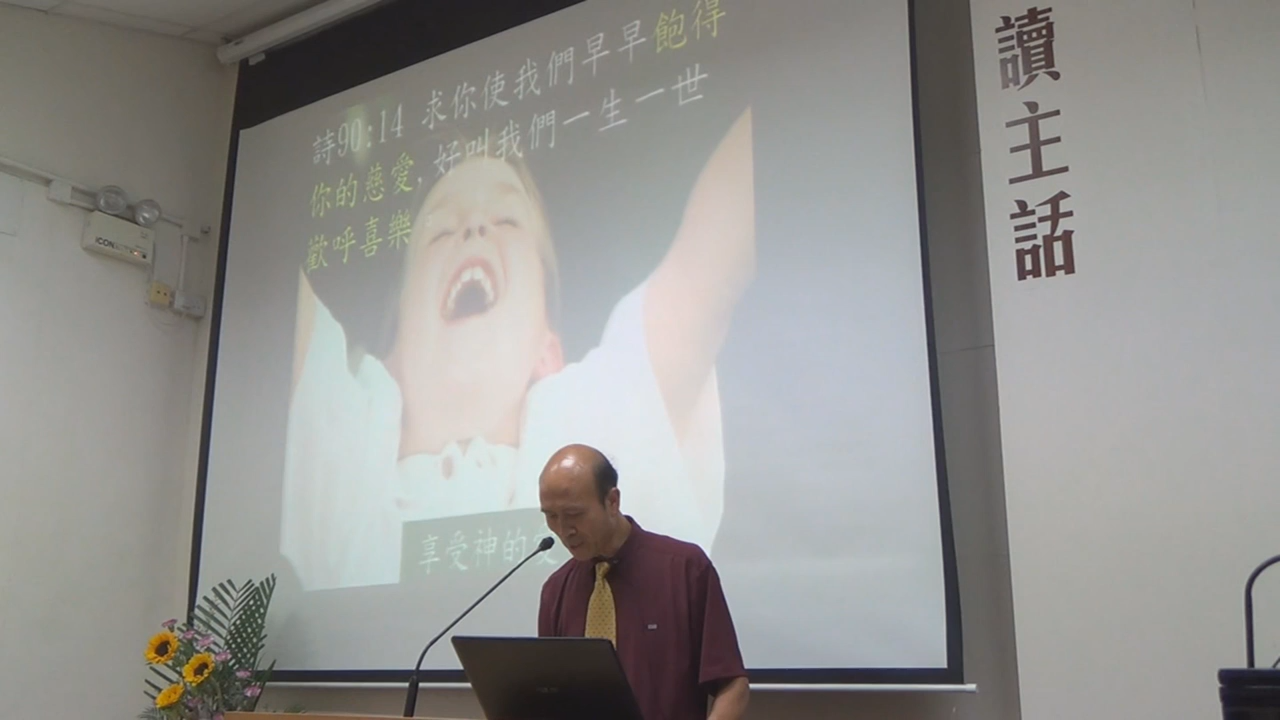 詩90:14 求你使我們早早飽得
你的慈愛, 好叫我們一生一世
歡呼喜樂
享受神的
讀主話
ICON